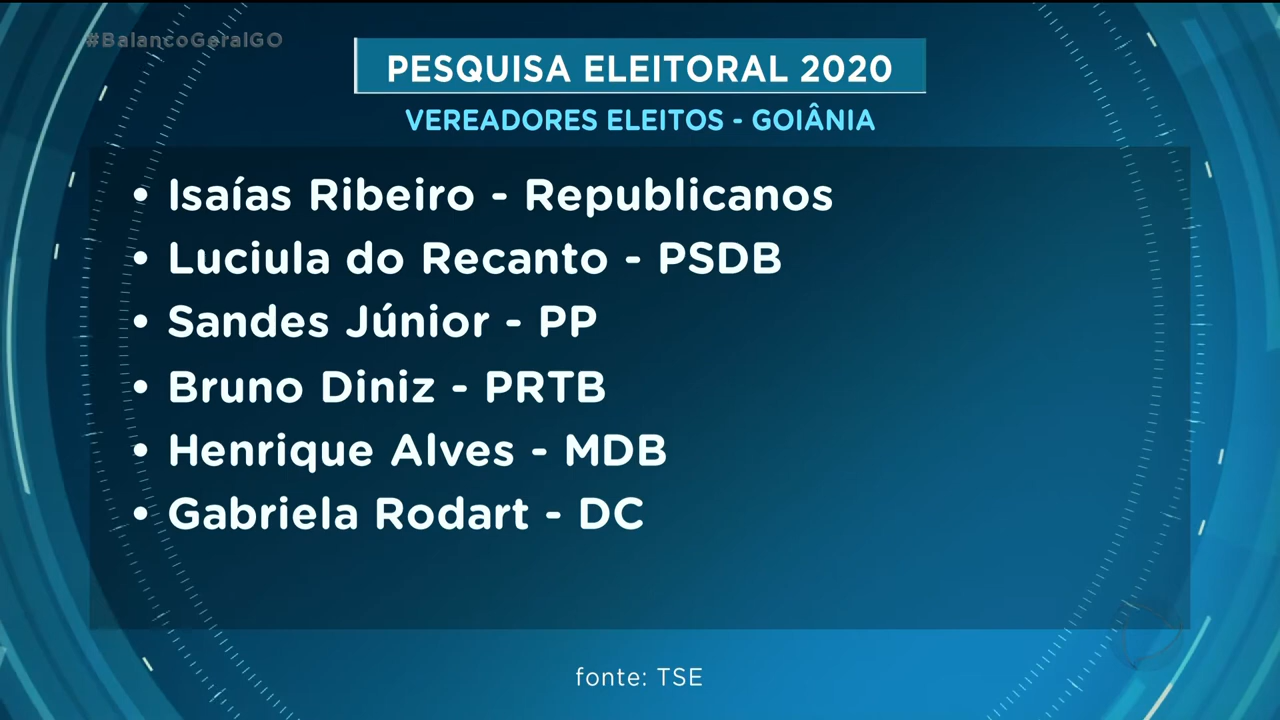 #BalancoGeralGO
PESQUISA ELEITORAL 2020
VEREADORES ELEITOS - GOIÂNIA
• Isaías Ribeiro - Republicanos
• Luciula do Recanto - PSDB
• Sandes Júnior - PP
• Bruno Diniz - PRTB
• Henrique Alves - MDB
• Gabriela Rodart - DC
fonte: TSE